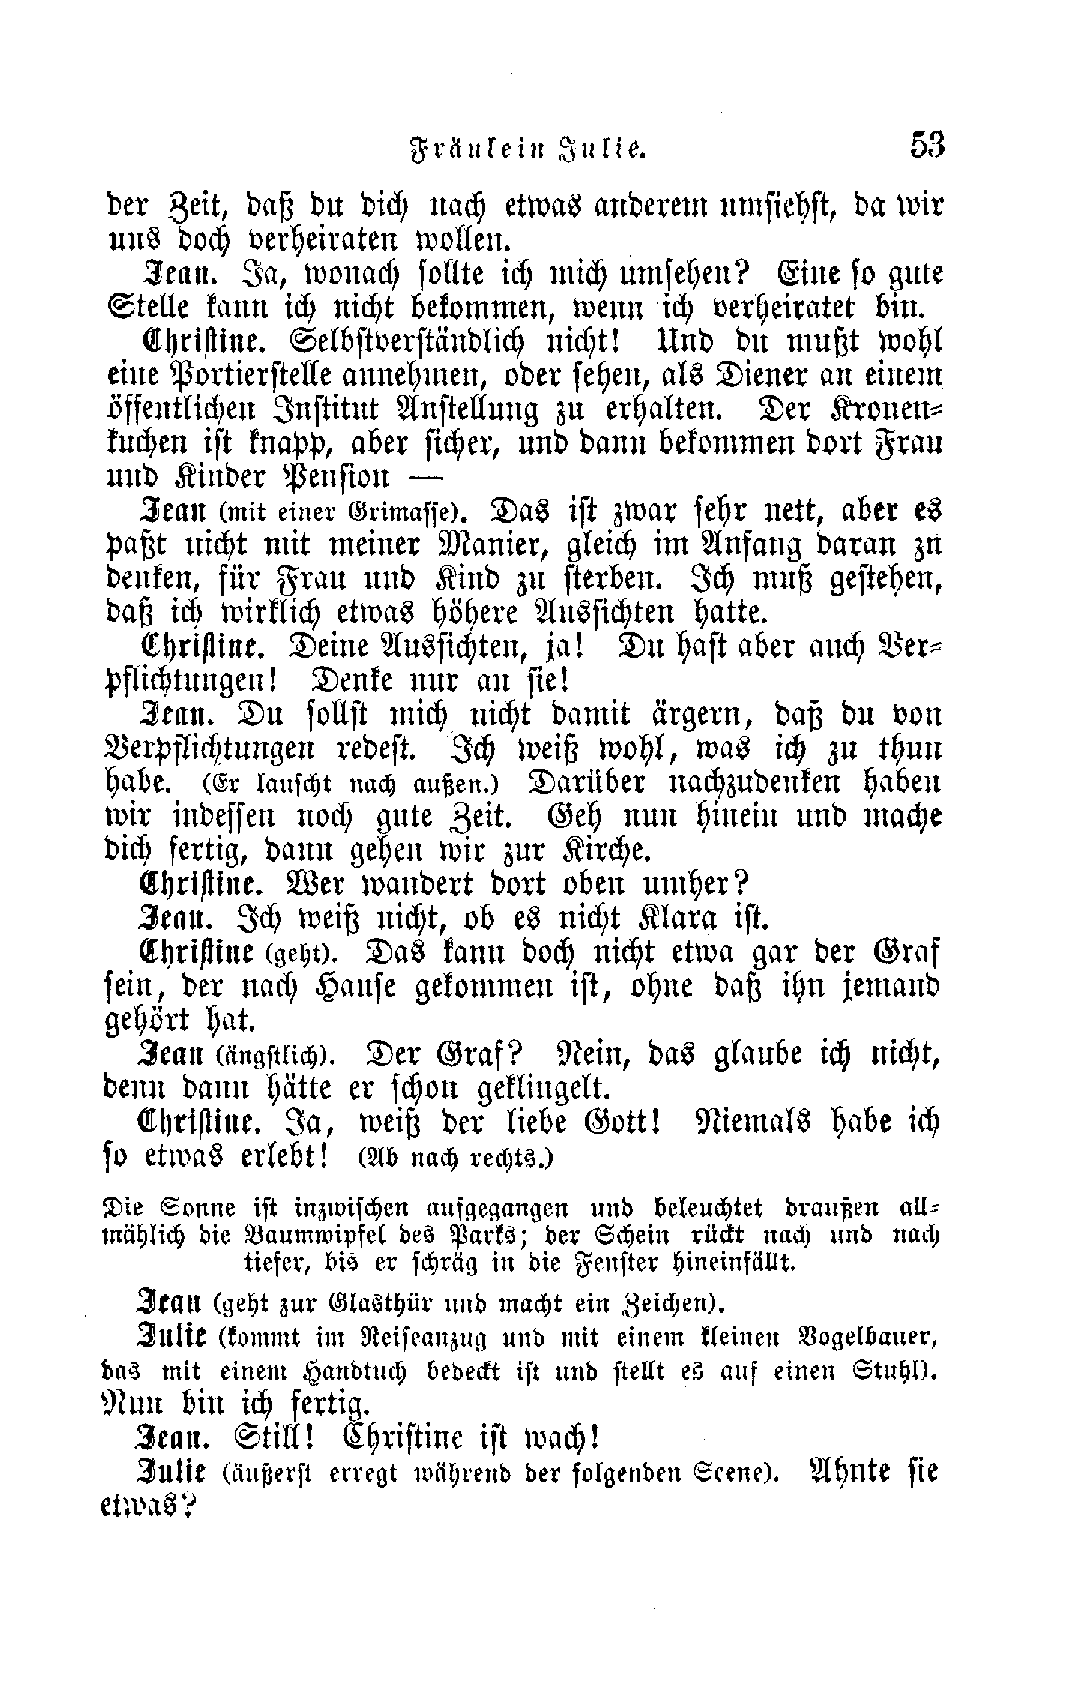 Fräulein Julie. 53
der Zeit, daß du dich nach etwas anderem umsiehst, da wir
uns doch verheiraten wollen.
Jean. Ja, wonach sollte ich mich umsehen? Eine so gute
Stelle kann ich nicht bekommen, wenn ich verheiratet bin.
Christine. Selbstverständlich nicht! Und du mußt wohl
eine Portierstelle annehmen, oder sehen, als Diener an einem
öffentlichen Institut Anstellung zu erhalten. Der Kronen-
kuchen ist knapp, aber sicher, und dann bekommen dort Frau
und Kinder Pension —
Jean (mit einer Grimasse). Das ist zwar sehr nett, aber es
paßt nicht mit meiner Manier, gleich im Anfang daran zu
denken, für Frau und Kind zu sterben. Ich muß gestehen,
daß ich wirklich etwas höhere Aussichten hatte.
Christine. Deine Aussichten, ja! Du hast aber auch Ver-
pflichtungen! Denke nur an sie!
Jean. Du sollst mich nicht damit ärgern, daß du von
Verpflichtungen redest. Ich weiß wohl, was ich zu thun
habe. (Er lauscht nach außen.) Darüber nachzudenken haben
wir indessen noch gute Zeit. Geh nun hinein und mache
dich fertig, dann gehen wir zur Kirche.
Christine. Wer wandert dort oben umher?
Jean. Ich weiß nicht, ob es nicht Klara ist.
Christine (geht). Das kann doch nicht etwa gar der Graf
sein, der nach Hause gekommen ist, ohne daß ihn jemand
gehört hat.
Jean (ängstlich). Der Graf? Nein, das glaube ich nicht,
denn dann hätte er schon geklingelt.
Christine. Ja, weiß der liebe Gott! Niemals habe ich
so etwas erlebt! (Ab nach rechts.)
Die Sonne ist inzwischen aufgegangen und beleuchtet draußen all-
mählich die Baumwipfel des Parks; der Schein rückt nach und nach
tiefer, bis er schräg in die Fenster hineinfällt.
Jean (geht zur Glasthür und macht ein Zeichen).
Julie (kommt im Reiseanzug und mit einem kleinen Vogelbauer,
das mit einem Handtuch bedeckt ist und stellt es auf einen Stuhl).
Nun bin ich fertig.
Jean. Still! Christine ist wach!
Julie (äußerst erregt während der folgenden Scene). Ahnte sie
etwas?